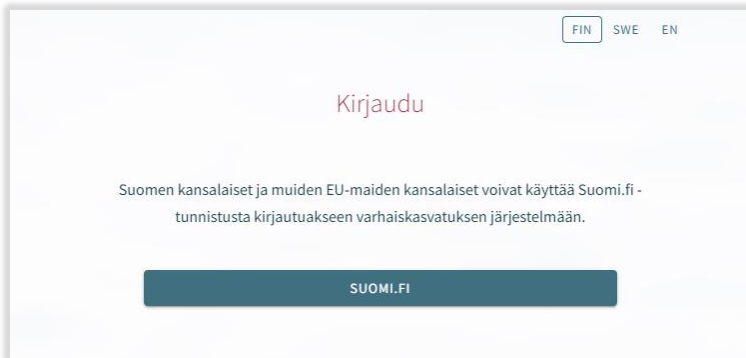 FIN SWE EN
Kirjaudu
Suomen kansalaiset ja muiden EU-maiden kansalaiset voivat käyttää Suomi.fi -
tunnistusta kirjautuakseen varhaiskasvatuksen järjestelmään.
SUOMI.FI